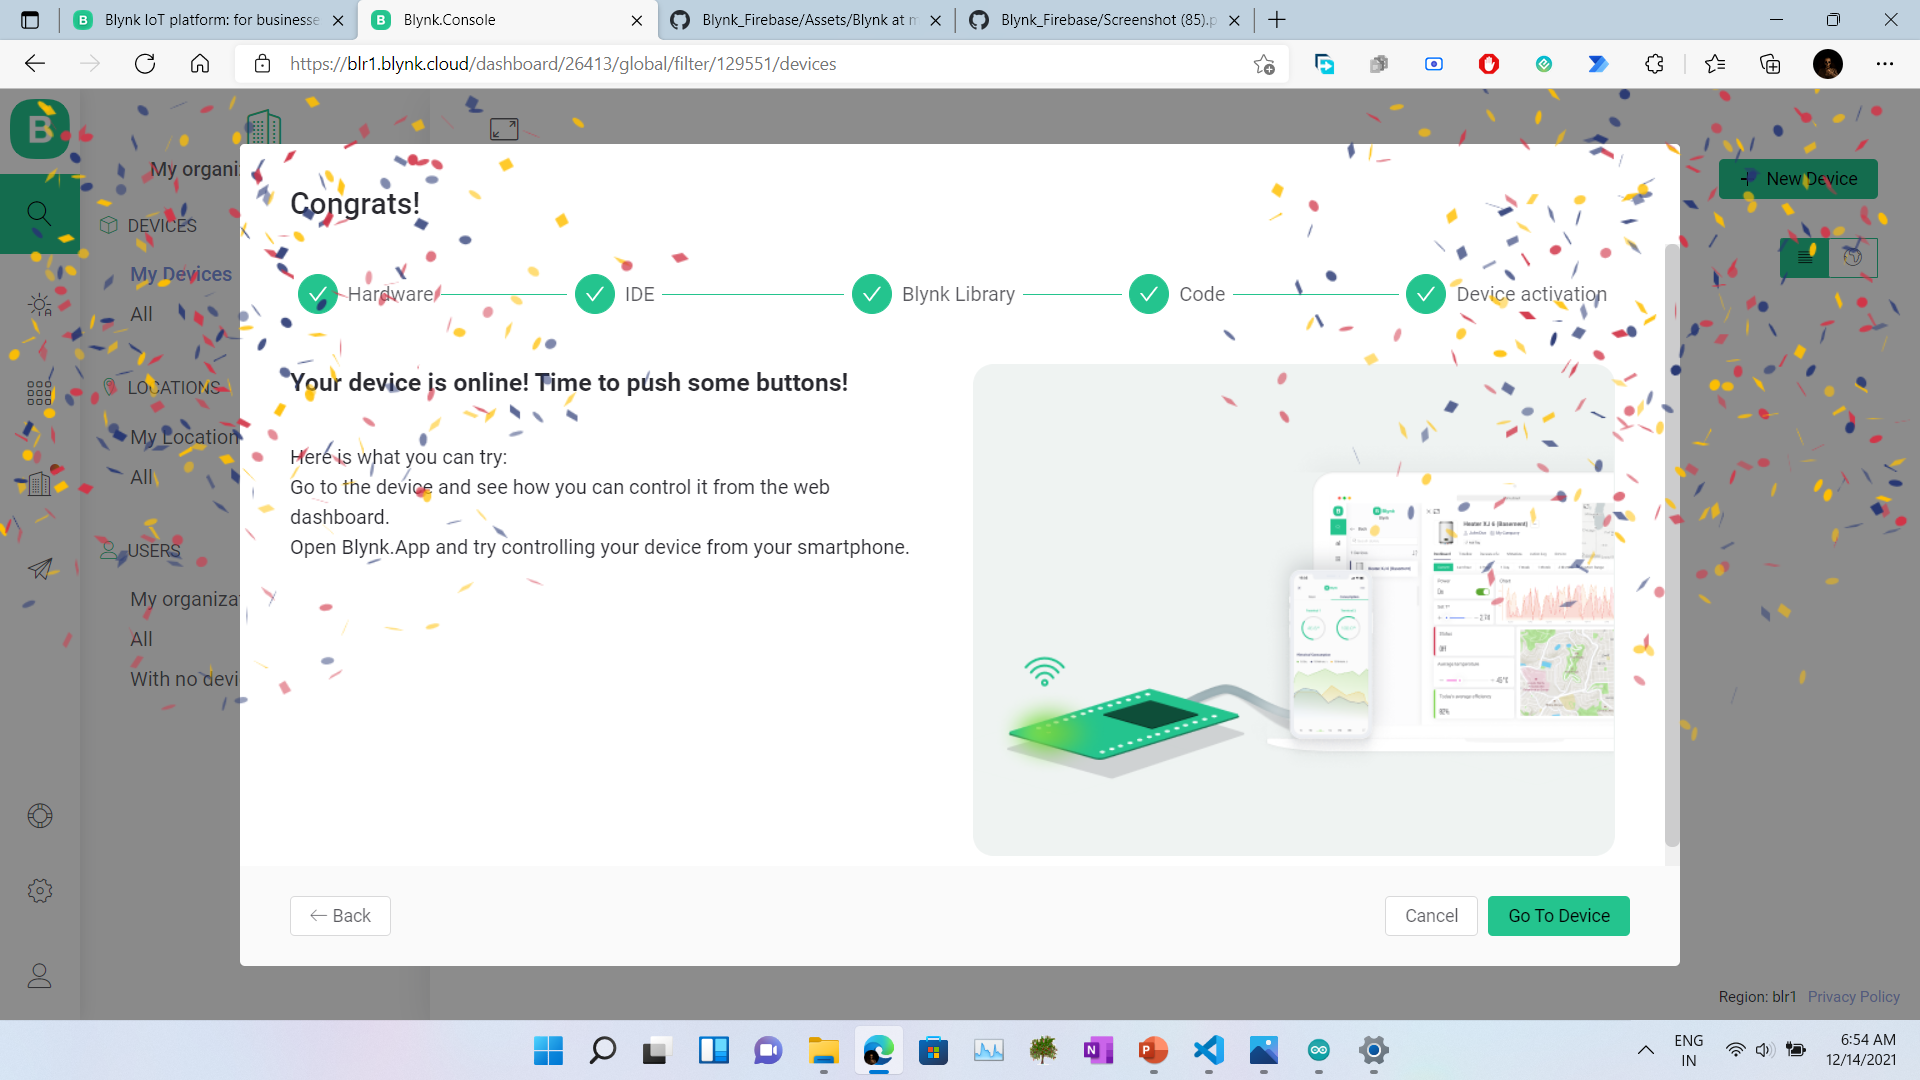 Blynk IoT platform: for businesse
Blynk.Console
Blynk_Firebase/Assets/Blynk at m
Blynk_Firebase/Screenshot (85).p
https://blr1.blynk.cloud/dashboard/26413/global/filter/129551/devices
B
My organiz
New Device
DEVICES
My Devices
All
LOCATIONS
My Location
All
USERS
My organizat
All
With no devi
Congrats!
Hardware
IDE
Blynk Library
Code
Device activation
Your device is online! Time to push some buttons!
Here is what you can try:
Go to the device and see how you can control it from the web
dashboard.
Open Blynk.App and try controlling your device from your smartphone.
Back
Cancel
Go To Device
Region: blr1 Privacy Policy
ENG
IN
6:54 AM
12/14/2021